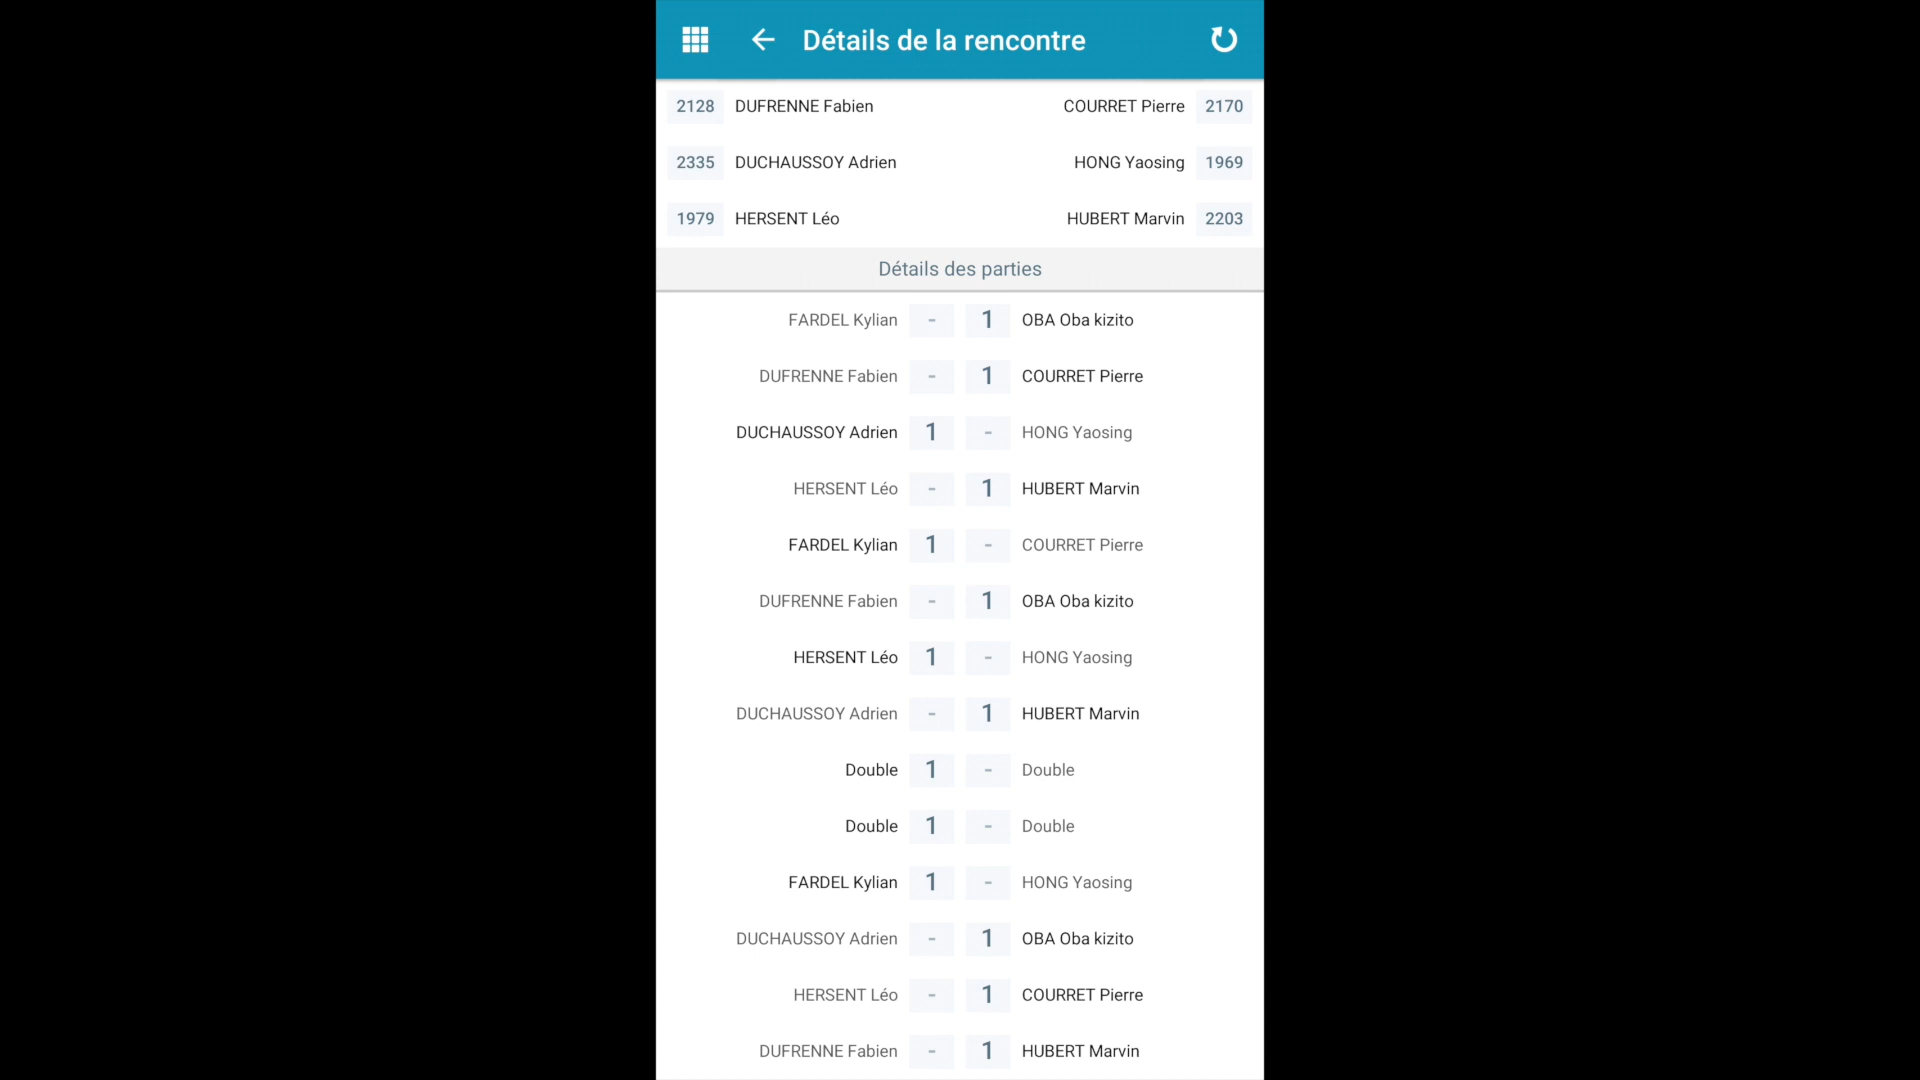 Détails de la rencontre
2128 DUFRENNE Fabien COURRET Pierre 2170
2335 DUCHAUSSOY Adrien HONG Yaosing 1969
1979 HERSENT Léo HUBERT Marvin 2203
Détails des parties
FARDEL Kylian - 1 OBA Oba kizito
DUFRENNE Fabien - 1 COURRET Pierre
DUCHAUSSOY Adrien 1 - HONG Yaosing
HERSENT Léo - 1 HUBERT Marvin
FARDEL Kylian 1 - COURRET Pierre
DUFRENNE Fabien - 1 OBA Oba kizito
HERSENT Léo 1 - HONG Yaosing
DUCHAUSSOY Adrien - 1 HUBERT Marvin
Double 1 - Double
Double 1 - Double
FARDEL Kylian 1 - HONG Yaosing
DUCHAUSSOY Adrien - 1 OBA Oba kizito
HERSENT Léo - 1 COURRET Pierre
DUFRENNE Fabien - 1 HUBERT Marvin